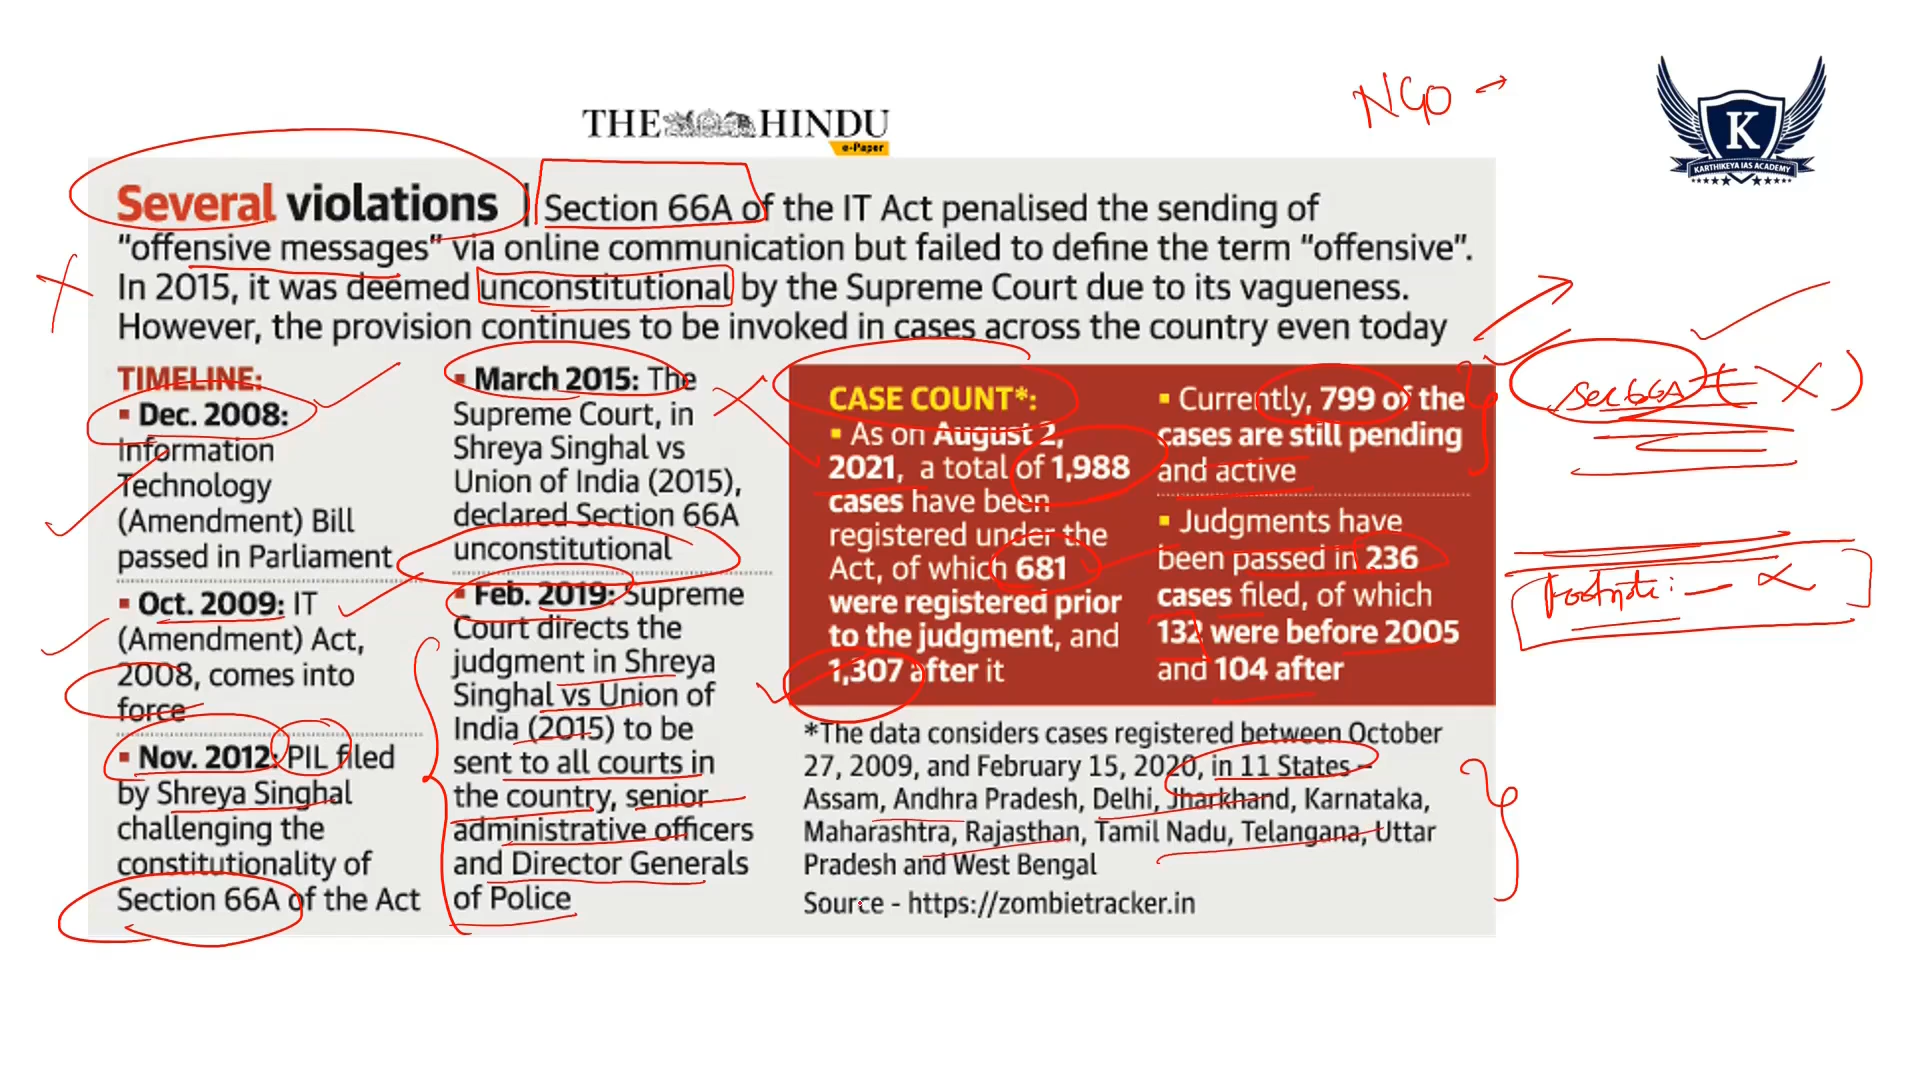 NGO →
K
KARTHIKEYA IAS ACADEMY
THE HINDU
e-Paper
Several violations | Section 66A of the IT Act penalised the sending of
“offensive messages” via online communication but failed to define the term “offensive”.
In 2015, it was deemed unconstitutional by the Supreme Court due to its vagueness.
However, the provision continues to be invoked in cases across the country even today
TIMELINE:
▪ Dec. 2008:
Information
Technology
(Amendment) Bill
passed in Parliament
▪ Oct. 2009: IT
(Amendment) Act,
2008, comes into
force
▪ Nov. 2012: PIL filed
by Shreya Singhal
challenging the
constitutionality of
Section 66A of the Act
▪ March 2015: The
Supreme Court, in
Shreya Singhal vs
Union of India (2015),
declared Section 66A
unconstitutional
▪ Feb. 2019: Supreme
Court directs the
judgment in Shreya
Singhal vs Union of
India (2015) to be
sent to all courts in
the country, senior
administrative officers
and Director Generals
of Police
CASE COUNT*:
▪ As on August 2,
2021, a total of 1,988
cases have been
registered under the
Act, of which 681
were registered prior
to the judgment, and
1,307 after it
▪ Currently, 799 of the
cases are still pending
and active
▪ Judgments have
been passed in 236
cases filed, of which
132 were before 2005
and 104 after
*The data considers cases registered between October
27, 2009, and February 15, 2020, in 11 States –
Assam, Andhra Pradesh, Delhi, Jharkhand, Karnataka,
Maharashtra, Rajasthan, Tamil Nadu, Telangana, Uttar
Pradesh and West Bengal
Source - https://zombietracker.in
Sec66A ( X )
Footnote: -